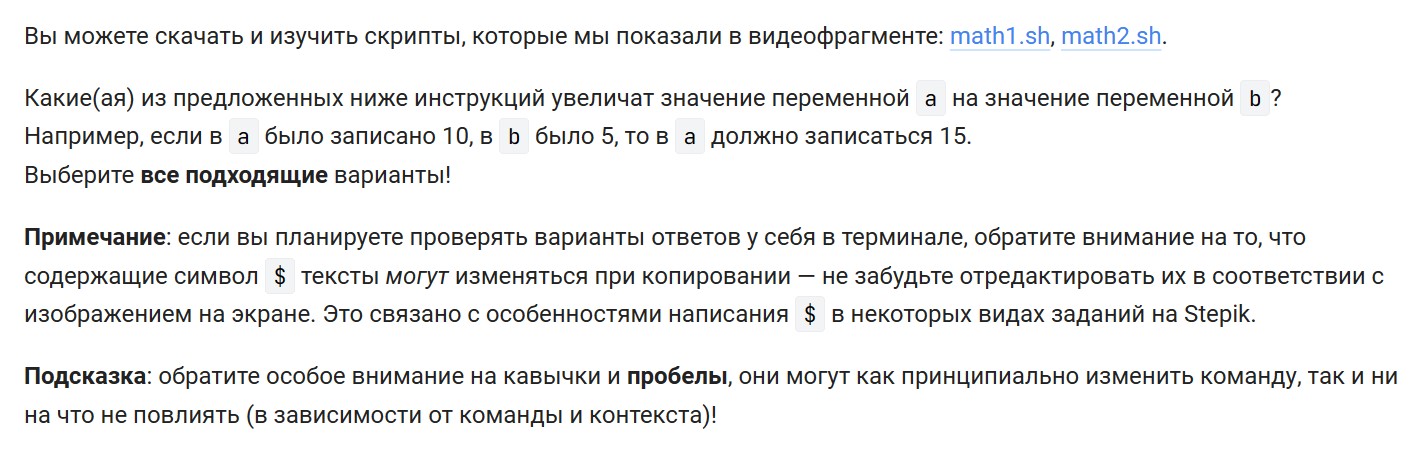 Вы можете скачать и изучить скрипты, которые мы показали в видеофрагменте: math1.sh, math2.sh.
Какие(ая) из предложенных ниже инструкций увеличат значение переменной a на значение переменной b?
Например, если в a было записано 10, в b было 5, то в a должно записаться 15.
Выберите все подходящие варианты!
Примечание: если вы планируете проверять варианты ответов у себя в терминале, обратите внимание на то, что
содержащие символ $ тексты могут изменяться при копировании — не забудьте отредактировать их в соответствии с
изображением на экране. Это связано с особенностями написания $ в некоторых видах заданий на Stepik.
Подсказка: обратите особое внимание на кавычки и пробелы, они могут как принципиально изменить команду, так и ни
на что не повлиять (в зависимости от команды и контекста)!